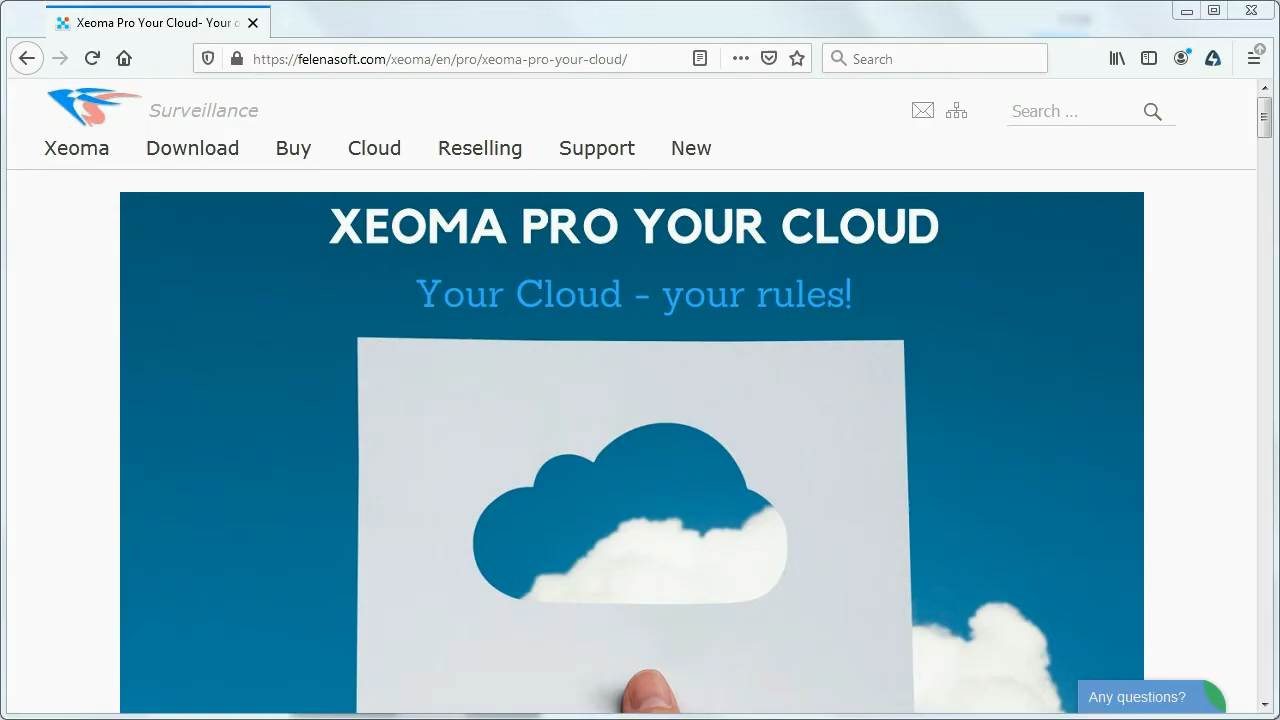 Xeoma Pro Your Cloud- Your
https://felenasoft.com/xeoma/en/pro/xeoma-pro-your-cloud/
Search
Surveillance
Search ...
Xeoma Download Buy Cloud Reselling Support New
XEOMA PRO YOUR CLOUD
Your Cloud - your rules!
Any questions?